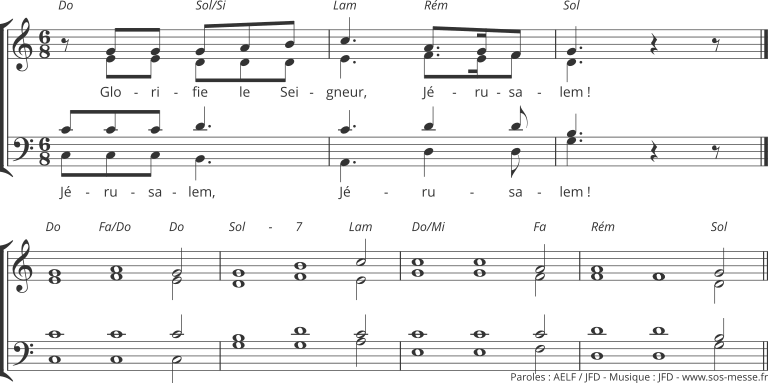 Do Sol/Si Lam Rém Sol
Glo - ri - fie le Sei - gneur, Jé - ru - sa - lem !
Jé - ru - sa - lem, Jé - ru - sa - lem !
Do Fa/Do Do Sol - 7 Lam Do/Mi Fa Rém Sol
Paroles : AELF / JFD - Musique : JFD - www.sos-messe.fr